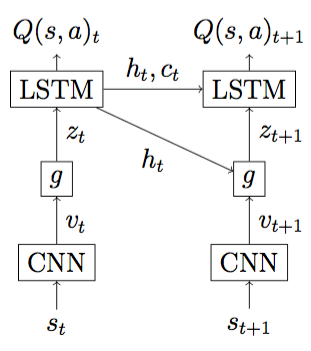 Q(s, a)_t Q(s, a)_{t+1}
h_t, c_t
LSTM LSTM
z_t z_{t+1}
h_t
g g
v_t v_{t+1}
CNN CNN
s_t s_{t+1}